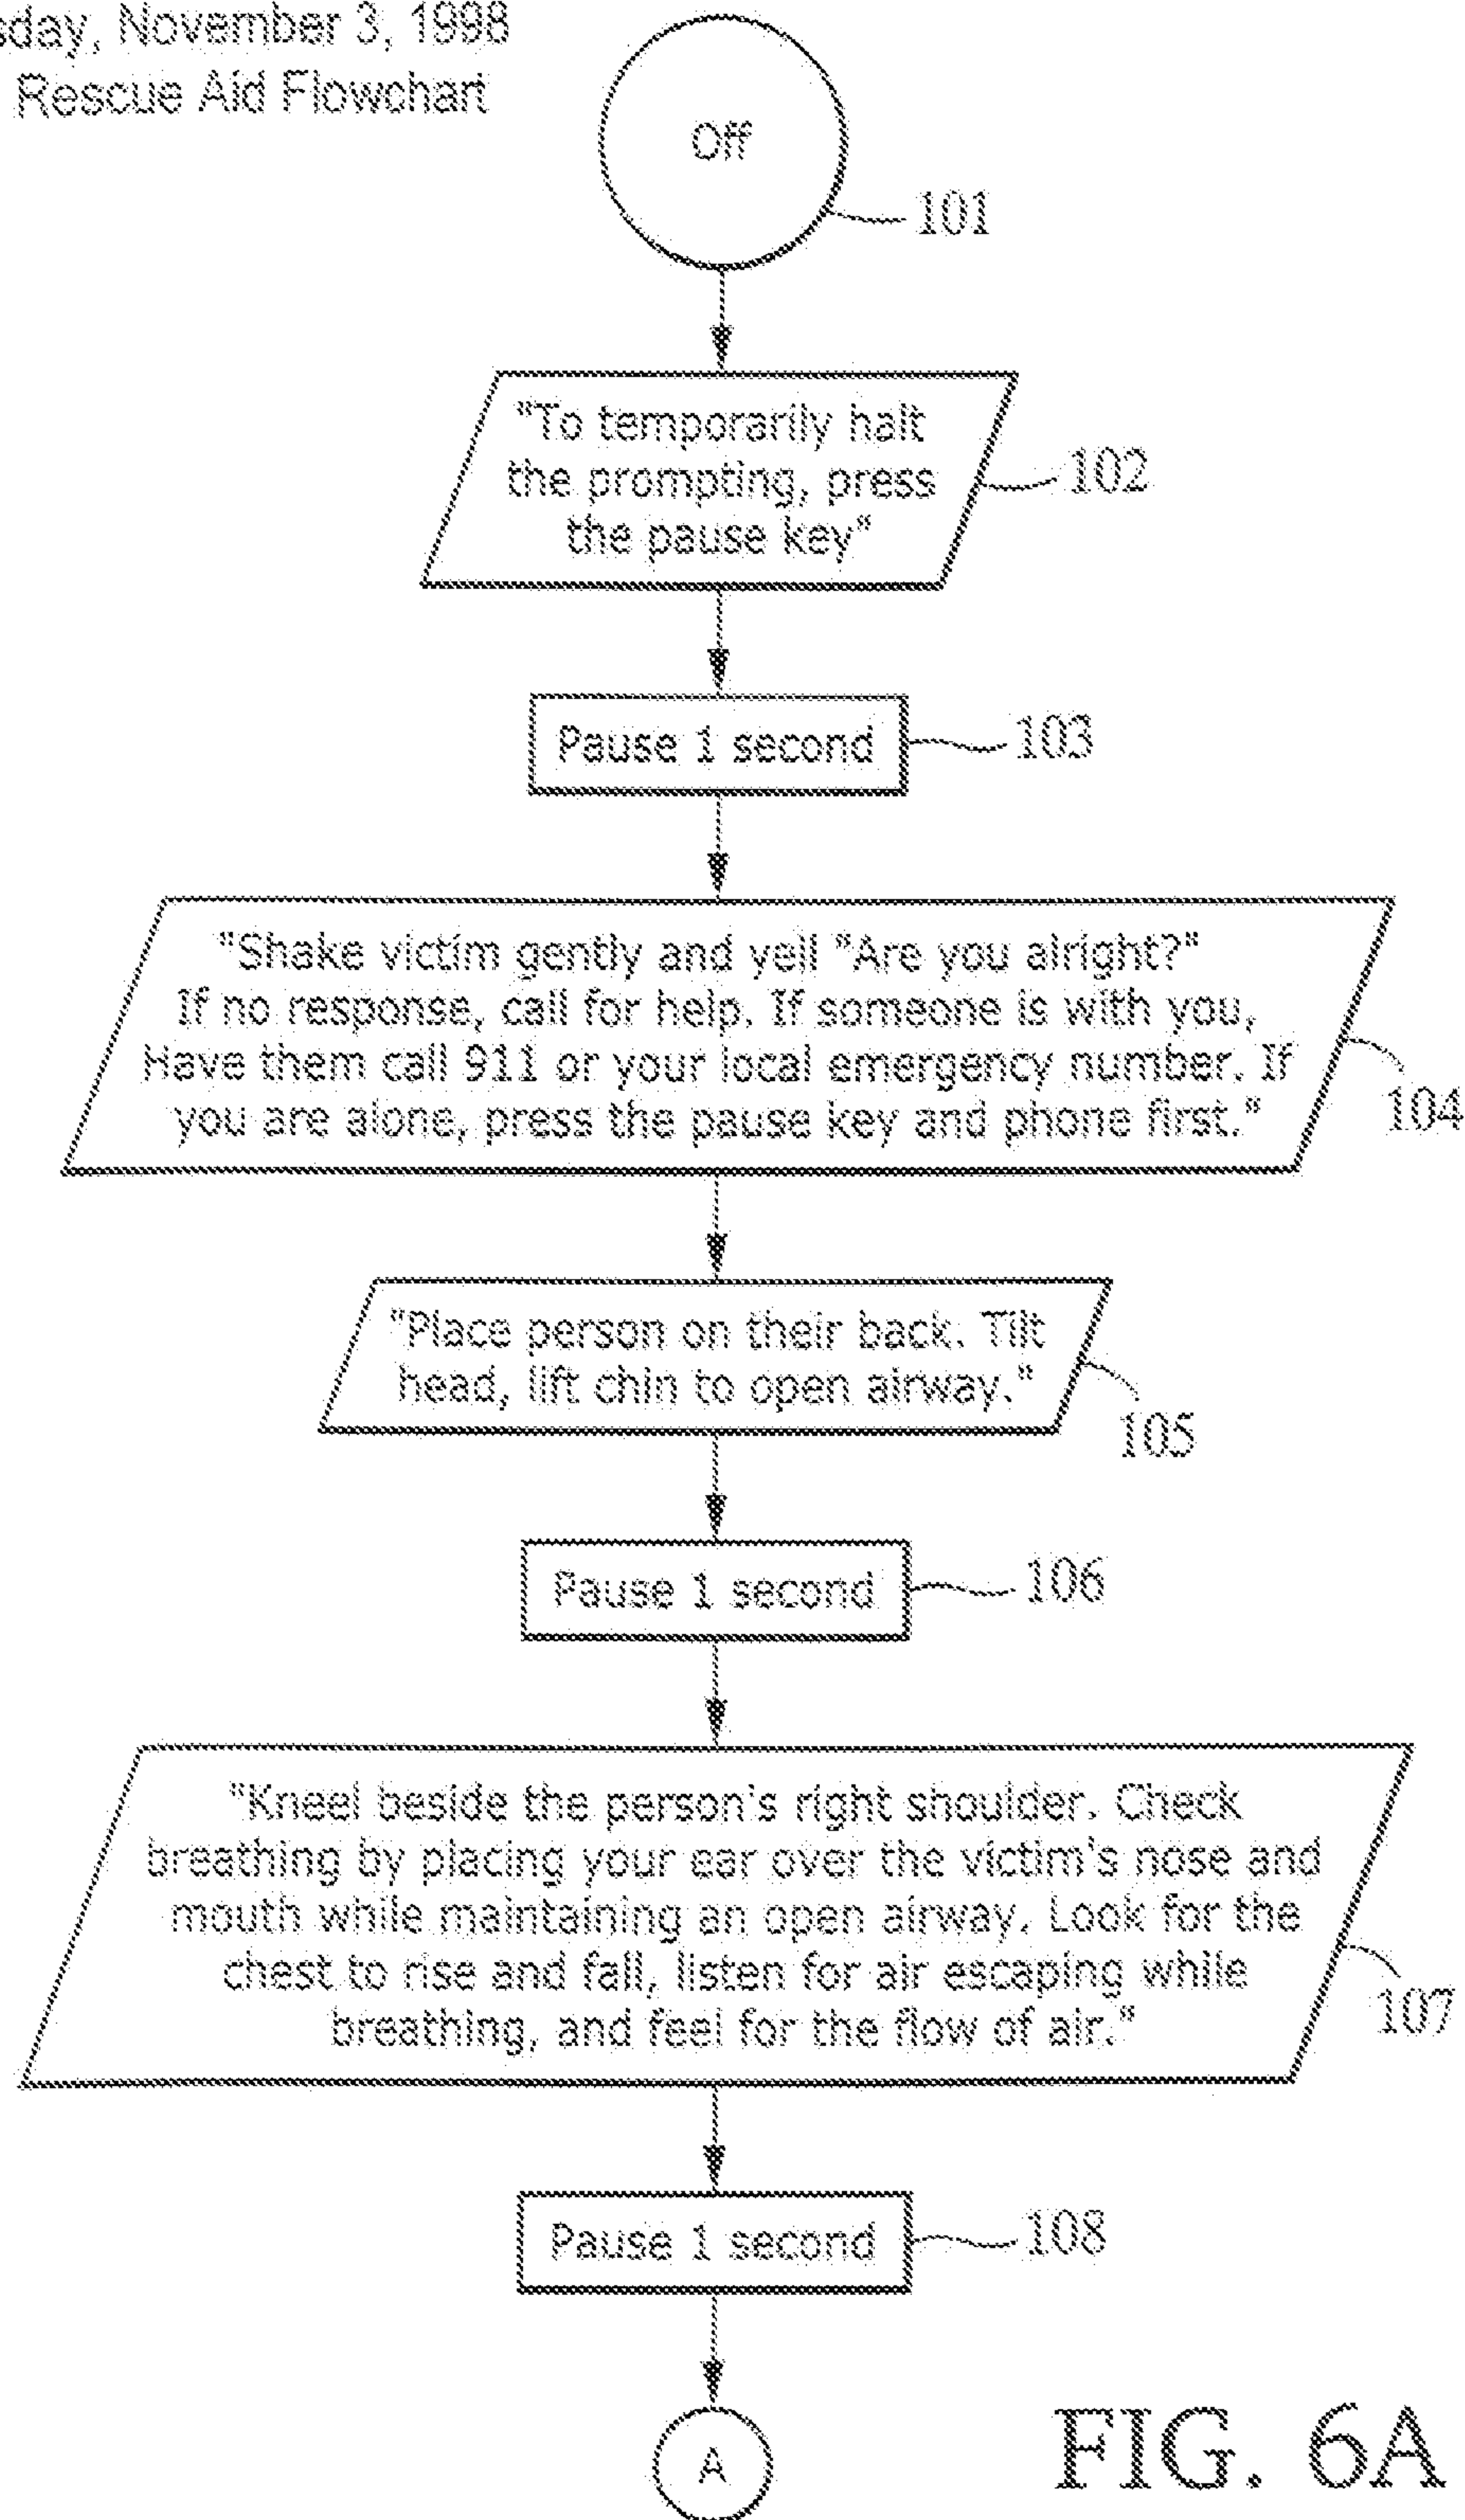 November 3, 1998
Rescue Aid Flowchart
Off
101
"To temporarily halt
the prompting, press
the pause key"
102
Pause 1 second
103
"Shake victim gently and yell "Are you alright?"
If no response, call for help. If someone is with you,
Have them call 911 or your local emergency number. If
you are alone, press the pause key and phone first."
104
"Place person on their back. Tilt
head, lift chin to open airway."
105
Pause 1 second
106
"Kneel beside the person's right shoulder. Check
breathing by placing your ear over the victim's nose and
mouth while maintaining an open airway. Look for the
chest to rise and fall, listen for air escaping while
breathing, and feel for the flow of air."
107
Pause 1 second
108
A
FIG. 6A